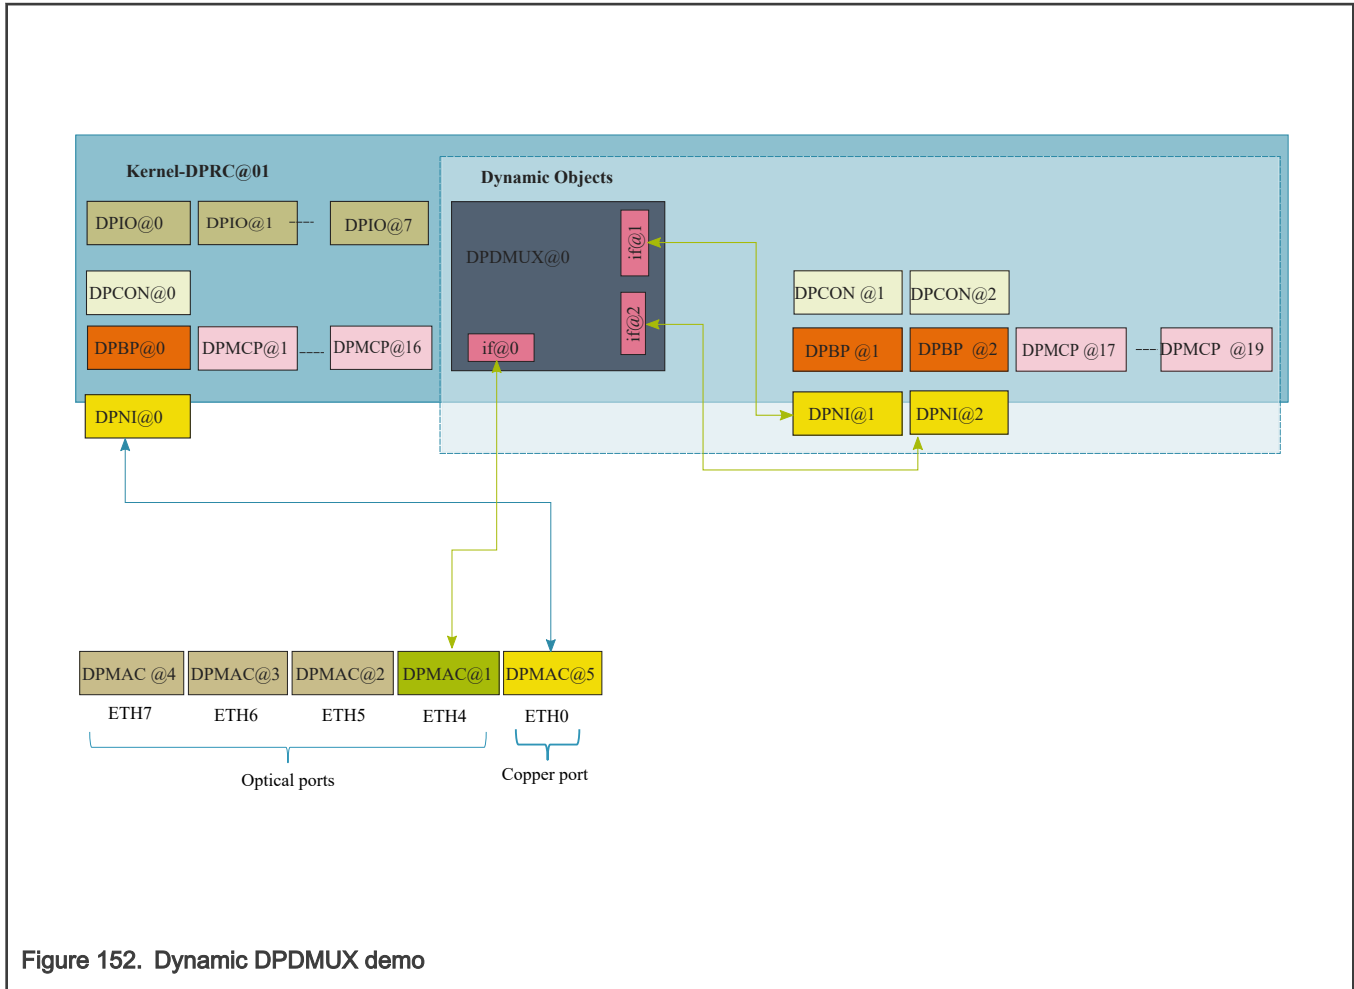 Kernel-DPRC@01
Dynamic Objects
DPIO@0
DPIO@1
DPIO@7
DPDMUX@0
if@1
if@2
if@0
DPCON@0
DPCON @1
DPCON@2
DPBP@0
DPMCP@1
DPMCP@16
DPBP @1
DPBP @2
DPMCP @17
DPMCP @19
DPNI@0
DPNI@1
DPNI@2
DPMAC @4
DPMAC@3
DPMAC@2
DPMAC@1
DPMAC@5
ETH7
ETH6
ETH5
ETH4
ETH0
Optical ports
Copper port
Figure 152. Dynamic DPDMUX demo